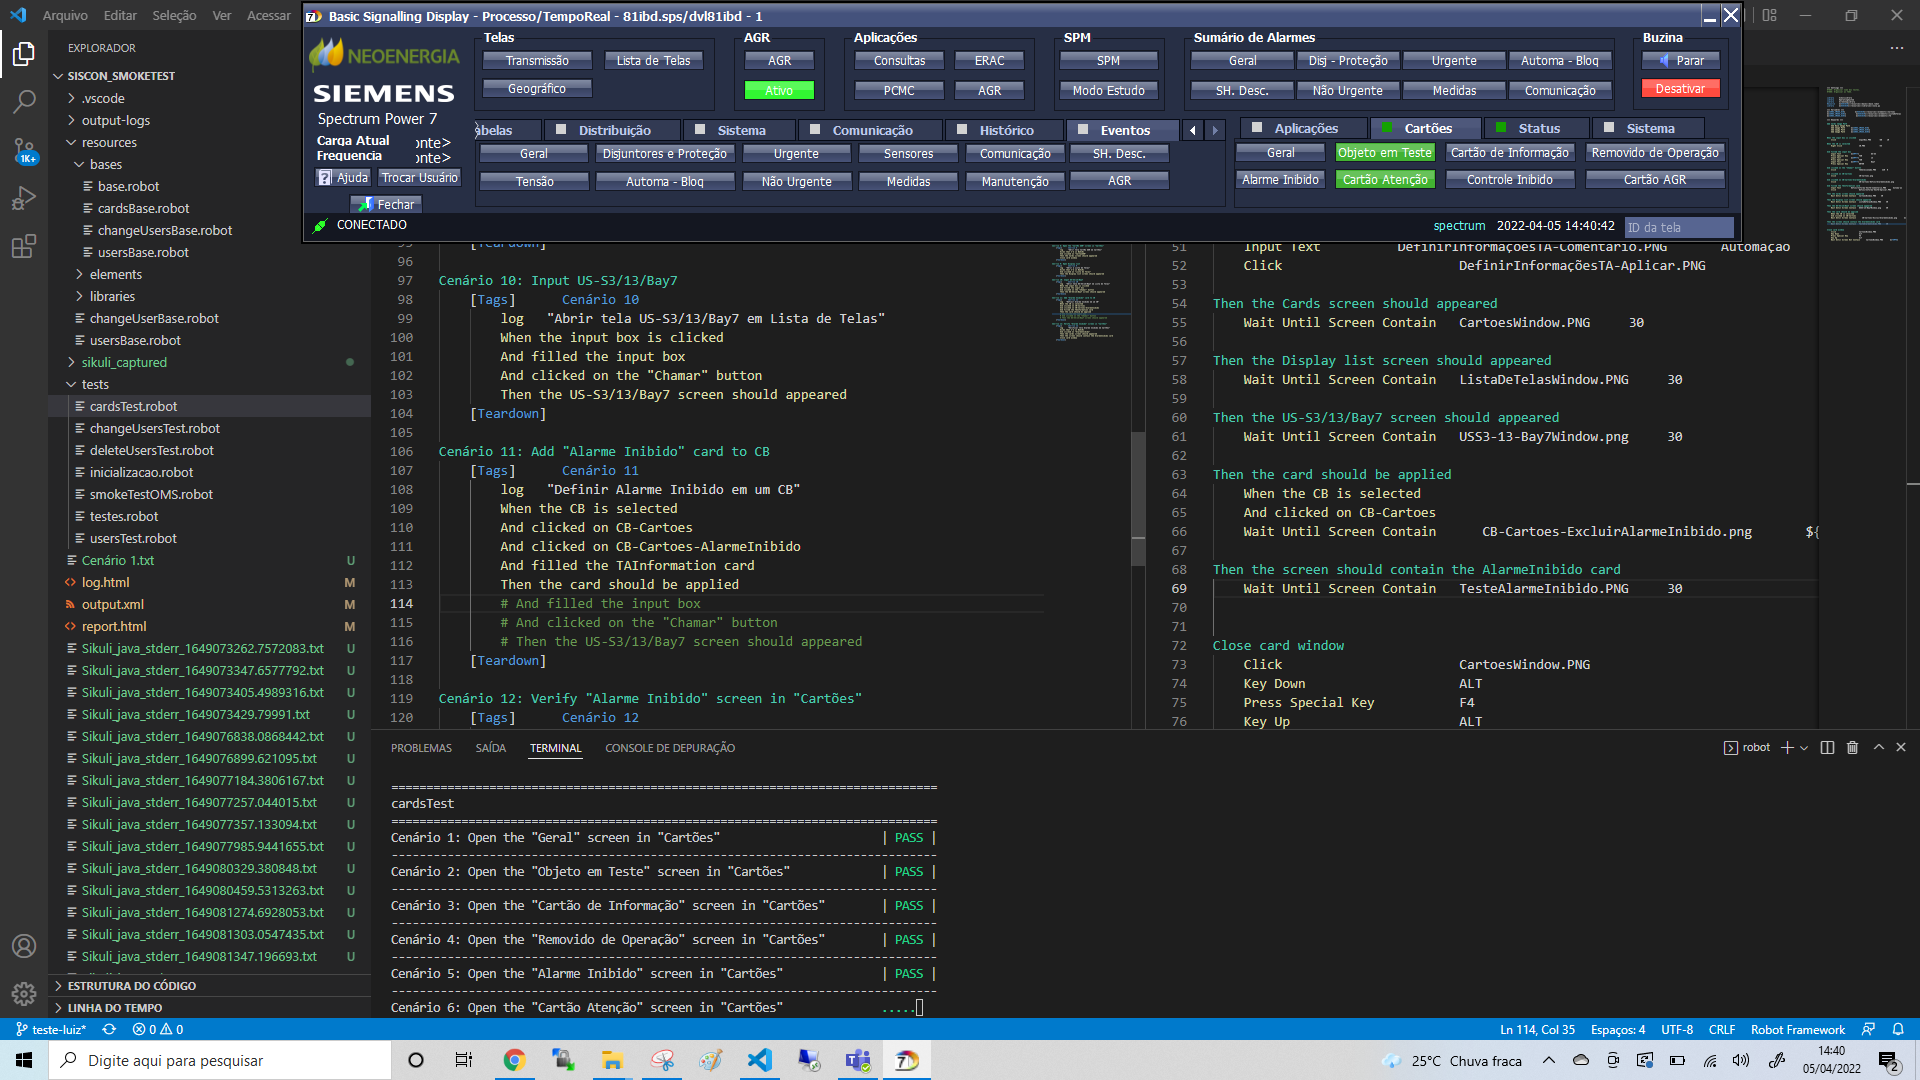 Arquivo Editar Seleção Ver Acessar
Basic Signalling Display - Processo/TempoReal - 81ibd.sps/dvl81ibd - 1
NEOENERGIA
SIEMENS
Spectrum Power 7
Carga Atual onte>
Frequencia onte>
Ajuda Trocar Usuário
Fechar
CONECTADO
Telas
Transmissão Lista de Telas
Geográfico
AGR
AGR
Ativo
Aplicações
Consultas ERAC
PCMC AGR
SPM
SPM
Modo Estudo
Sumário de Alarmes
Geral Disj - Proteção Urgente Automa - Bloq
SH. Desc. Não Urgente Medidas Comunicação
Buzina
Parar
Desativar
abelas Distribuição Sistema Comunicação Histórico Eventos
Geral Disjuntores e Proteção Urgente Sensores Comunicação SH. Desc.
Tensão Automa - Bloq Não Urgente Medidas Manutenção AGR
Aplicações Cartões Status Sistema
Geral Objeto em Teste Cartão de Informação Removido de Operação
Alarme Inibido Cartão Atenção Controle Inibido Cartão AGR
spectrum 2022-04-05 14:40:42 ID da tela
EXPLORADOR
SISCON_SMOKETEST
.vscode
output-logs
resources
bases
base.robot
cardsBase.robot
changeUsersBase.robot
usersBase.robot
elements
libraries
changeUserBase.robot
usersBase.robot
sikuli_captured
tests
cardsTest.robot
changeUsersTest.robot
deleteUsersTest.robot
inicializacao.robot
smokeTestOMS.robot
testes.robot
usersTest.robot
Cenário 1.txt U
log.html M
output.xml M
report.html M
Sikuli_java_stderr_1649073262.7572083.txt U
Sikuli_java_stderr_1649073347.6577792.txt U
Sikuli_java_stderr_1649073405.4989316.txt U
Sikuli_java_stderr_1649073429.79991.txt U
Sikuli_java_stderr_1649076838.0868442.txt U
Sikuli_java_stderr_1649076899.621095.txt U
Sikuli_java_stderr_1649077184.3806167.txt U
Sikuli_java_stderr_1649077257.044015.txt U
Sikuli_java_stderr_1649077357.133094.txt U
Sikuli_java_stderr_1649077985.9441655.txt U
Sikuli_java_stderr_1649080329.380848.txt U
Sikuli_java_stderr_1649080459.5313263.txt U
Sikuli_java_stderr_1649081274.6928053.txt U
Sikuli_java_stderr_1649081303.0547435.txt U
Sikuli_java_stderr_1649081347.196693.txt U
ESTRUTURA DO CÓDIGO
LINHA DO TEMPO
1K+
95 [Teardown]
96
97 Cenário 10: Input US-S3/13/Bay7
98 [Tags] Cenário 10
99 log "Abrir tela US-S3/13/Bay7 em Lista de Telas"
100 When the input box is clicked
101 And filled the input box
102 And clicked on the "Chamar" button
103 Then the US-S3/13/Bay7 screen should appeared
104 [Teardown]
105
106 Cenário 11: Add "Alarme Inibido" card to CB
107 [Tags] Cenário 11
108 log "Definir Alarme Inibido em um CB"
109 When the CB is selected
110 And clicked on CB-Cartoes
111 And clicked on CB-Cartoes-AlarmeInibido
112 And filled the TAInformation card
113 Then the card should be applied
114 # And filled the input box
115 # And clicked on the "Chamar" button
116 # Then the US-S3/13/Bay7 screen should appeared
117 [Teardown]
118
119 Cenário 12: Verify "Alarme Inibido" screen in "Cartões"
120 [Tags] Cenário 12
51 Input Text DefinirInformaçõesTA-Comentario.PNG Automação
52 Click DefinirInformaçõesTA-Aplicar.PNG
53
54 Then the Cards screen should appeared
55 Wait Until Screen Contain CartoesWindow.PNG 30
56
57 Then the Display list screen should appeared
58 Wait Until Screen Contain ListaDeTelasWindow.PNG 30
59
60 Then the US-S3/13/Bay7 screen should appeared
61 Wait Until Screen Contain USS3-13-Bay7Window.png 30
62
63 Then the card should be applied
64 When the CB is selected
65 And clicked on CB-Cartoes
66 Wait Until Screen Contain CB-Cartoes-ExcluirAlarmeInibido.png ${
67
68 Then the screen should contain the AlarmeInibido card
69 Wait Until Screen Contain TesteAlarmeInibido.PNG 30
70
71
72 Close card window
73 Click CartoesWindow.PNG
74 Key Down ALT
75 Press Special Key F4
76 Key Up ALT
PROBLEMAS SAÍDA TERMINAL CONSOLE DE DEPURAÇÃO
robot
==============================================================================
cardsTest
==============================================================================
Cenário 1: Open the "Geral" screen in "Cartões" | PASS |
------------------------------------------------------------------------------
Cenário 2: Open the "Objeto em Teste" screen in "Cartões" | PASS |
------------------------------------------------------------------------------
Cenário 3: Open the "Cartão de Informação" screen in "Cartões" | PASS |
------------------------------------------------------------------------------
Cenário 4: Open the "Removido de Operação" screen in "Cartões" | PASS |
------------------------------------------------------------------------------
Cenário 5: Open the "Alarme Inibido" screen in "Cartões" | PASS |
------------------------------------------------------------------------------
Cenário 6: Open the "Cartão Atenção" screen in "Cartões" .....
teste-luiz* 0 0
Ln 114, Col 35 Espaços: 4 UTF-8 CRLF Robot Framework
Digite aqui para pesquisar
25°C Chuva fraca
14:40
05/04/2022
2